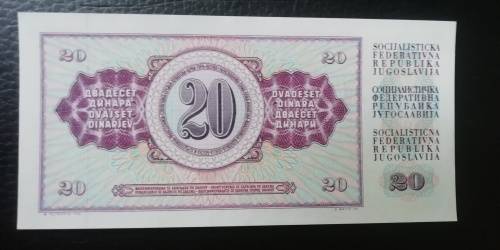 20
20
SOCIJALISTIČKA
FEDERATIVNA
REPUBLIKA
JUGOSLAVIJA
ДВАДЕСЕТ
ДИНАРА
DVAJSET
DINARJEV
20
DVADESET
DINARA
ДВАЕСЕТ
ДИНАРИ
СОЦИЈАЛИСТИЧКА
ФЕДЕРАТИВНА
РЕПУБЛИКА
ЈУГОСЛАВИЈА
SOCIALISTIČNA
FEDERATIVNA
REPUBLIKA
JUGOSLAVIJA
20
20
20